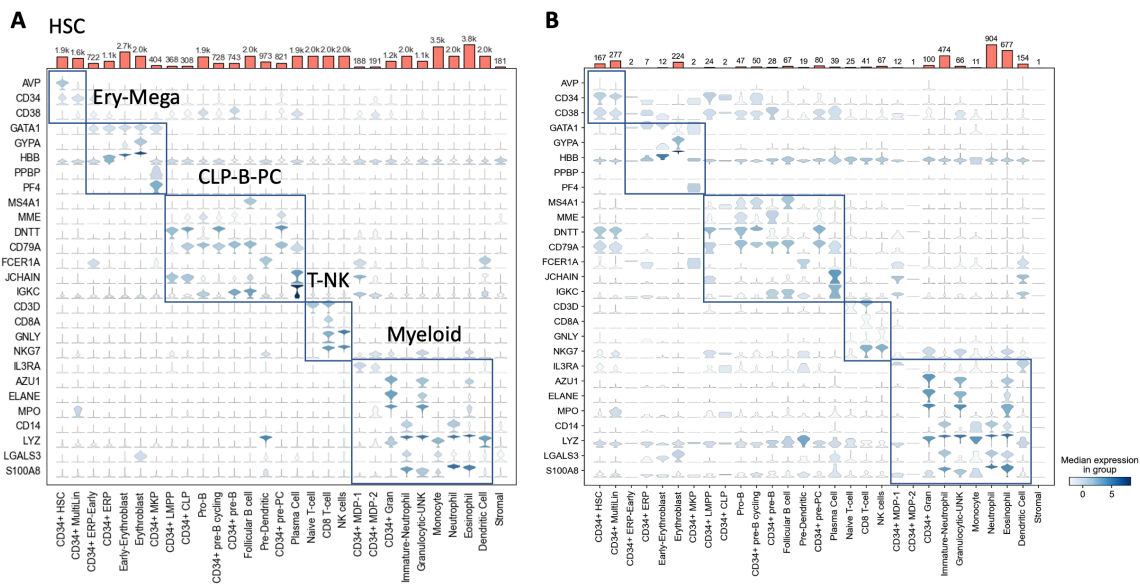 A
HSC
1.9k 1.6k 722 1.1k 2.7k 2.0k 404 368 308 1.9k 728 743 2.0k 973 821 1.9k 2.0k 2.0k 2.0k 188 191 1.2k 2.0k 1.1k 3.5k 2.0k 3.8k 2.0k 181
AVP
CD34
CD38
GATA1
GYPA
HBB
PPBP
PF4
MS4A1
MME
DNTT
CD79A
FCER1A
JCHAIN
IGKC
CD3D
CD8A
GNLY
NKG7
IL3RA
AZU1
ELANE
MPO
CD14
LYZ
LGALS3
S100A8
Ery-Mega
CLP-B-PC
T-NK
Myeloid
CD34+ HSC
CD34+ MultiLin
CD34+ ERP-Early
CD34+ ERP
Early-Erythroblast
Erythroblast
CD34+ MKP
CD34+ LMPP
CD34+ CLP
Pro-B
CD34+ pre-B cycling
CD34+ pre-B
Follicular B cell
Pre-Dendritic
CD34+ pre-PC
Plasma Cell
Naive T-cell
CD8 T-cell
NK cells
CD34+ MDP-1
CD34+ MDP-2
CD34+ Gran
Immature-Neutrophil
Granulocytic-UNK
Monocyte
Neutrophil
Eosinophil
Dendritic Cell
Stromal
B
167 277 2 7 12 224 2 24 2 47 50 28 67 19 80 39 25 41 67 12 1 100 474 66 11 904 677 154 1
AVP
CD34
CD38
GATA1
GYPA
HBB
PPBP
PF4
MS4A1
MME
DNTT
CD79A
FCER1A
JCHAIN
IGKC
CD3D
CD8A
GNLY
NKG7
IL3RA
AZU1
ELANE
MPO
CD14
LYZ
LGALS3
S100A8
CD34+ HSC
CD34+ MultiLin
CD34+ ERP-Early
CD34+ ERP
Early-Erythroblast
Erythroblast
CD34+ MKP
CD34+ LMPP
CD34+ CLP
Pro-B
CD34+ pre-B cycling
CD34+ pre-B
Follicular B cell
Pre-Dendritic
CD34+ pre-PC
Plasma Cell
Naive T-cell
CD8 T-cell
NK cells
CD34+ MDP-1
CD34+ MDP-2
CD34+ Gran
Immature-Neutrophil
Granulocytic-UNK
Monocyte
Neutrophil
Eosinophil
Dendritic Cell
Stromal
Median expression
in group
0 5